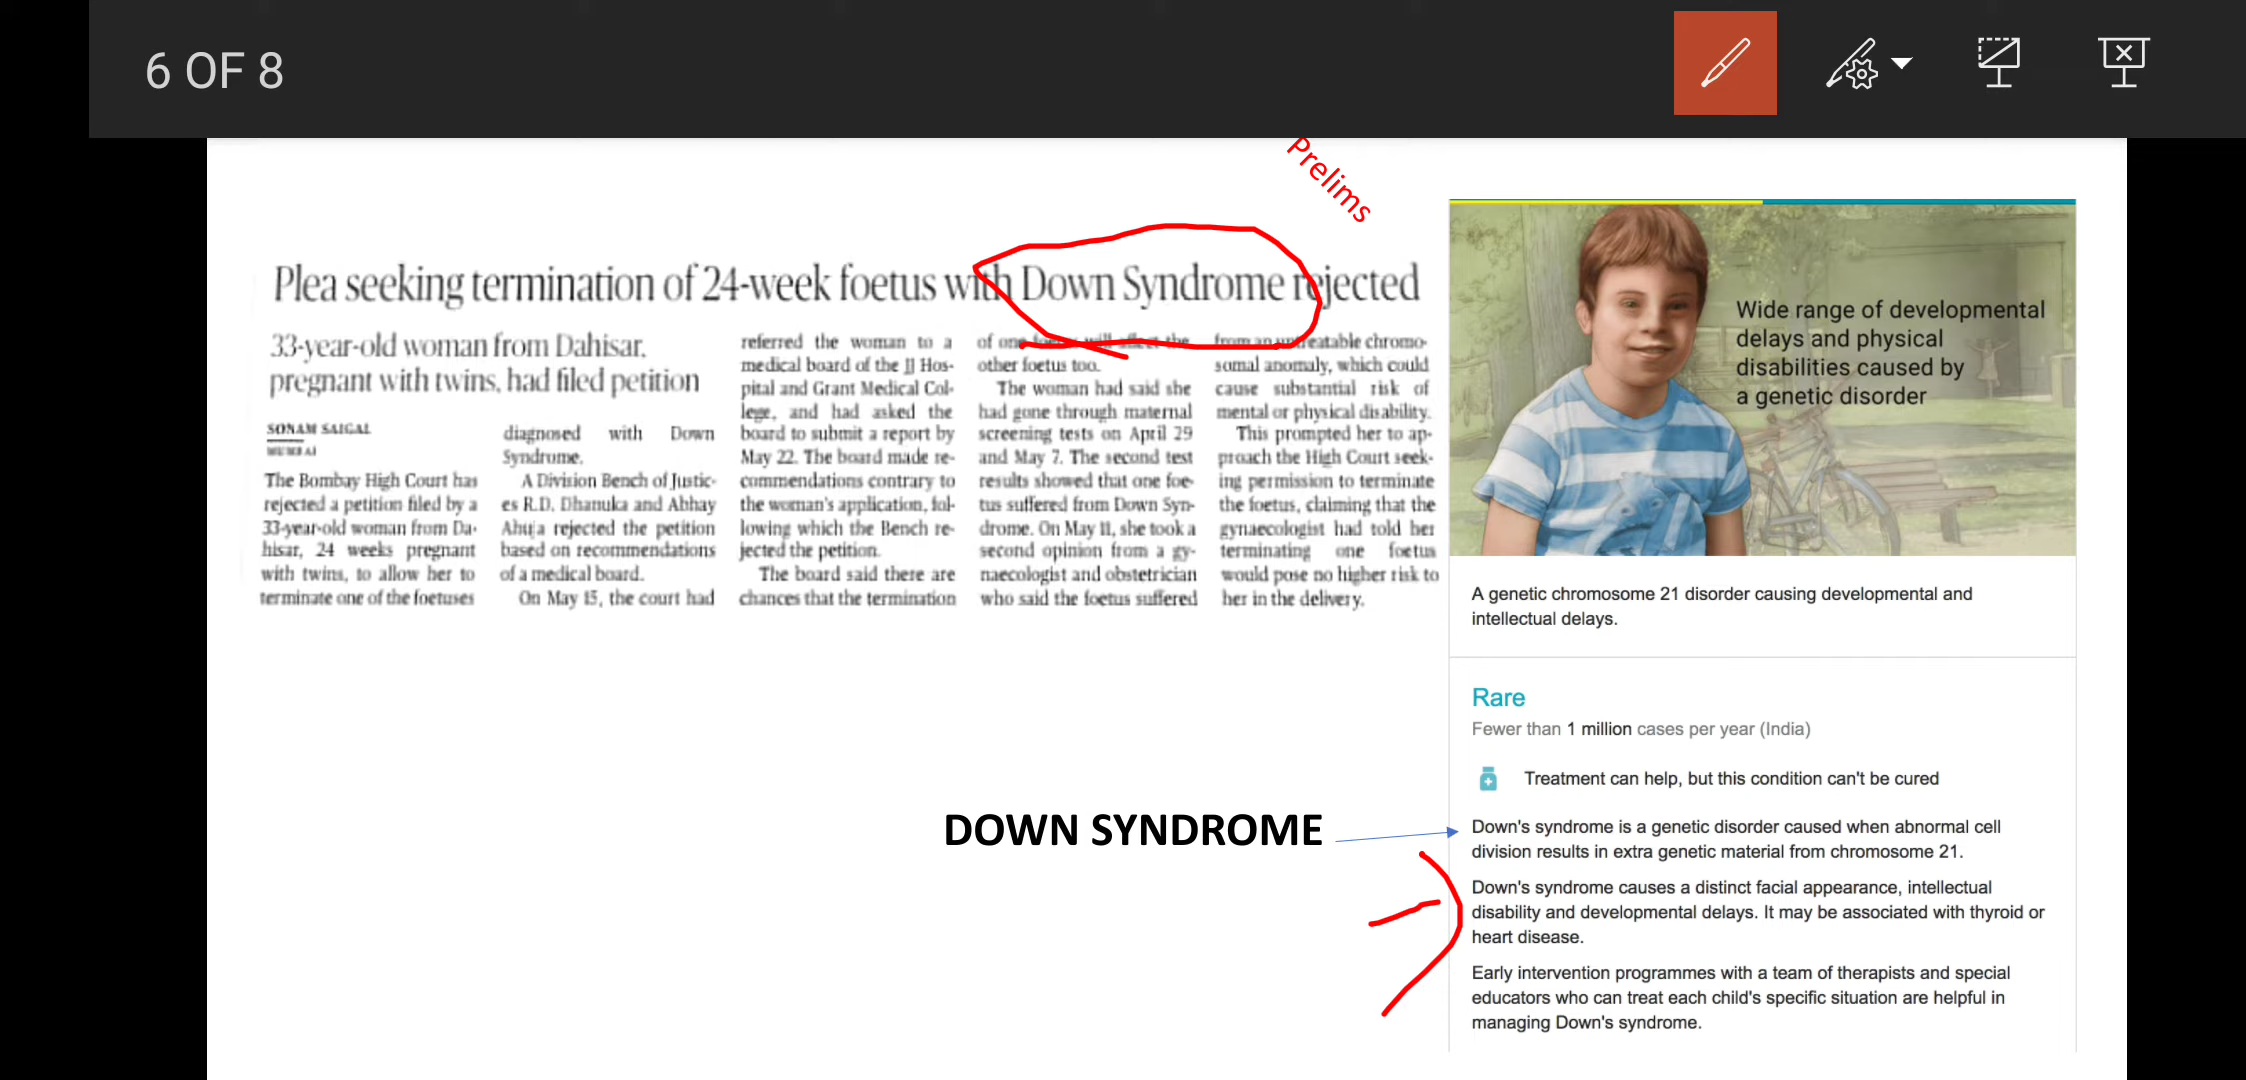 6 OF 8
Prelims
Plea seeking termination of 24-week foetus with Down Syndrome rejected
33-year-old woman from Dahisar,
pregnant with twins, had filed petition
SONAM SAIGAL
MUMBAI
The Bombay High Court has
rejected a petition filed by a
33-year-old woman from Da-
hisar, 24 weeks pregnant
with twins, to allow her to
terminate one of the foetuses
diagnosed with Down
Syndrome.
A Division Bench of Justic-
es R.D. Dhanuka and Abhay
Ahuja rejected the petition
based on recommendations
of a medical board.
On May 15, the court had
referred the woman to a
medical board of the JJ Hos-
pital and Grant Medical Col-
lege, and had asked the
board to submit a report by
May 22. The board made re-
commendations contrary to
the woman's application, fol-
lowing which the Bench re-
jected the petition.
The board said there are
chances that the termination
of one foetus will affect the
other foetus too.
The woman had said she
had gone through maternal
screening tests on April 29
and May 7. The second test
results showed that one foe-
tus suffered from Down Syn-
drome. On May 11, she took a
second opinion from a gy-
naecologist and obstetrician
who said the foetus suffered
from an untreatable chromo-
somal anomaly, which could
cause substantial risk of
mental or physical disability.
This prompted her to ap-
proach the High Court seek-
ing permission to terminate
the foetus, claiming that the
gynaecologist had told her
terminating one foetus
would pose no higher risk to
her in the delivery.
Wide range of developmental
delays and physical
disabilities caused by
a genetic disorder
A genetic chromosome 21 disorder causing developmental and
intellectual delays.
Rare
Fewer than 1 million cases per year (India)
Treatment can help, but this condition can't be cured
DOWN SYNDROME
Down's syndrome is a genetic disorder caused when abnormal cell
division results in extra genetic material from chromosome 21.
Down's syndrome causes a distinct facial appearance, intellectual
disability and developmental delays. It may be associated with thyroid or
heart disease.
Early intervention programmes with a team of therapists and special
educators who can treat each child's specific situation are helpful in
managing Down's syndrome.